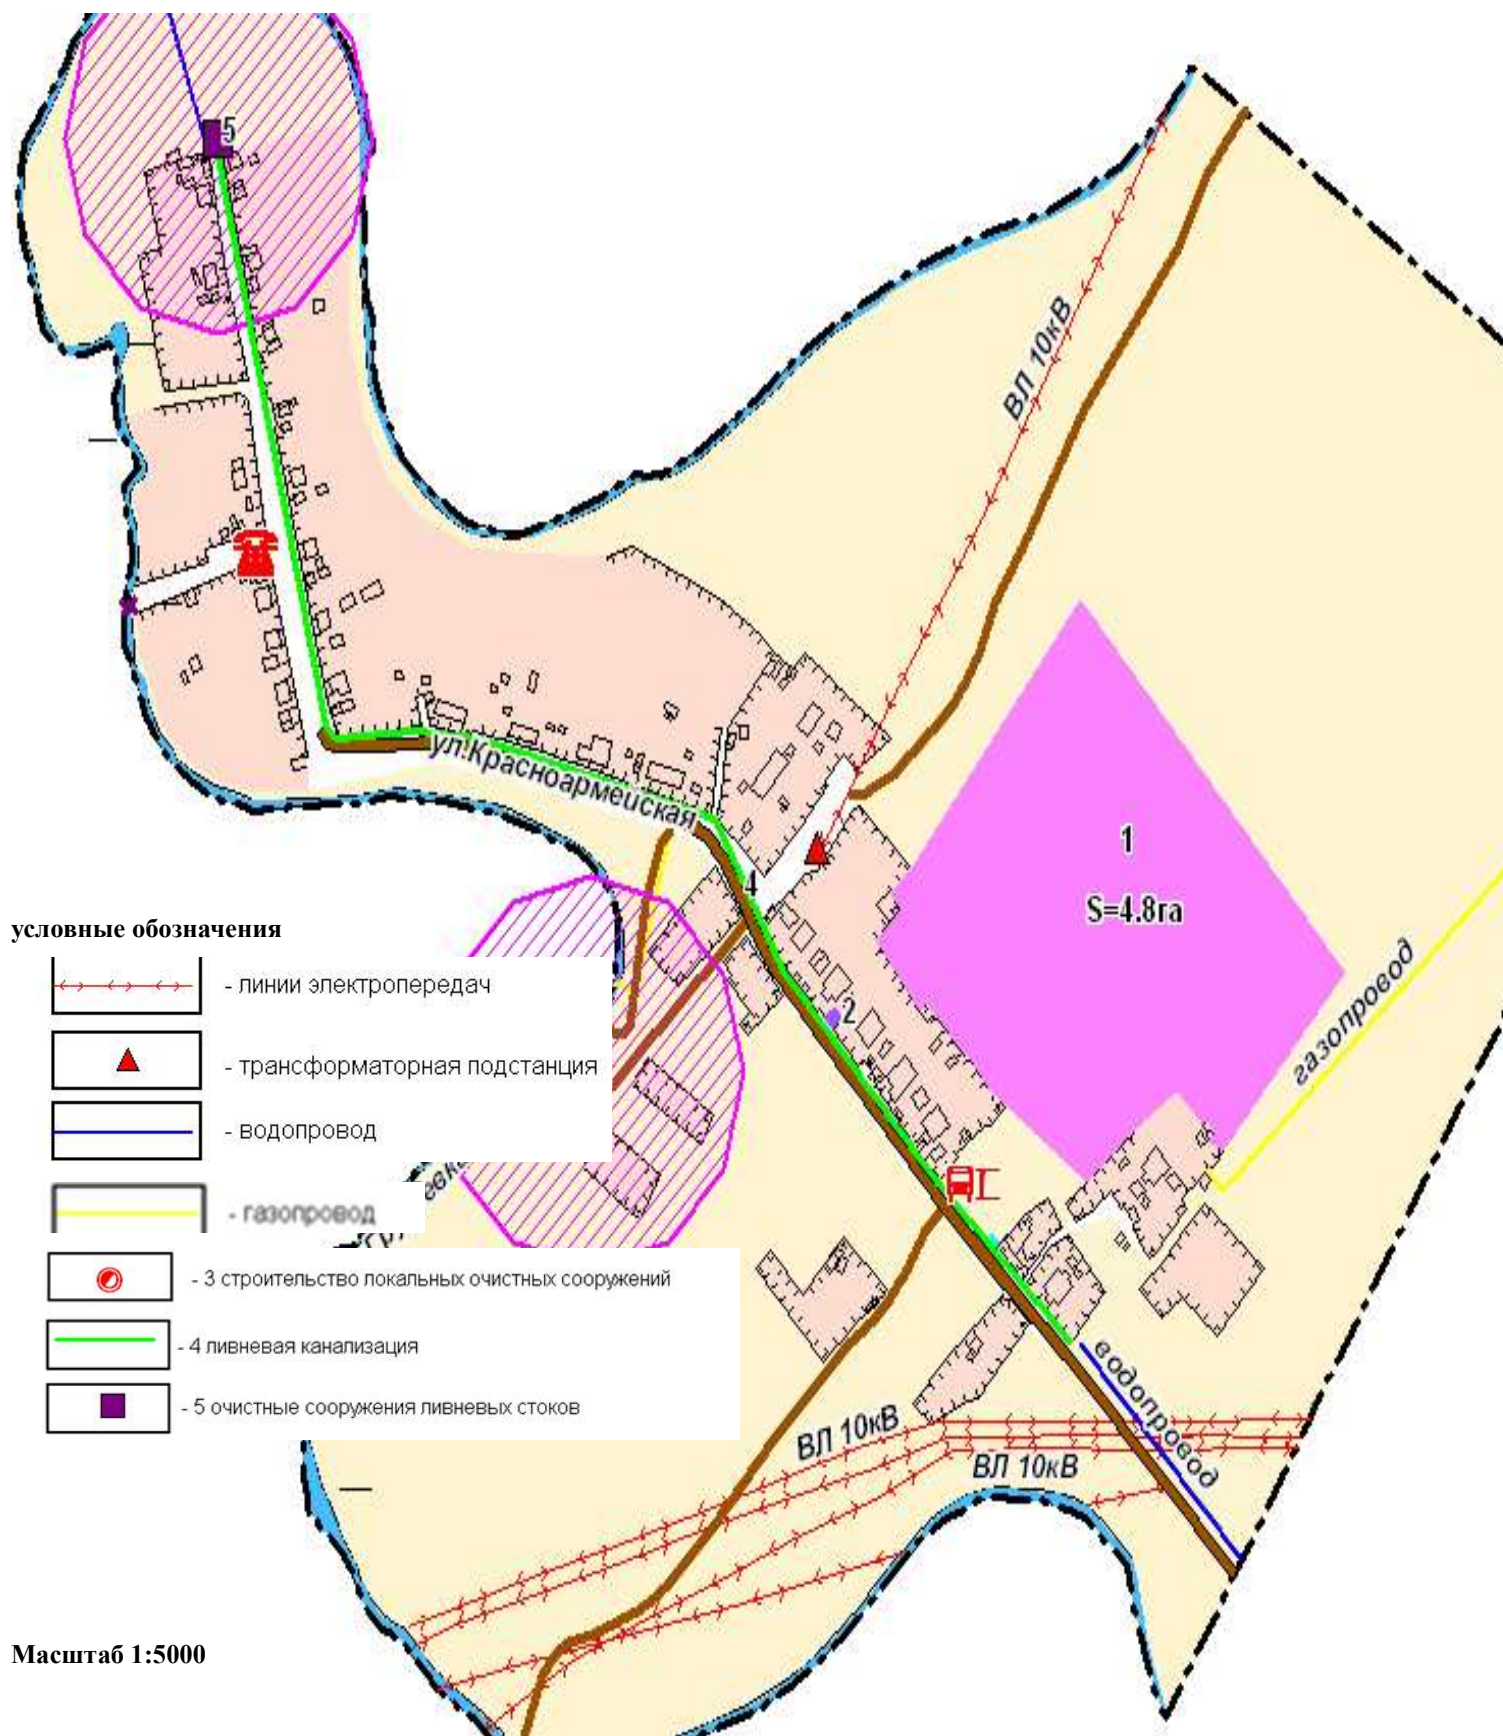 5
ВЛ 10кВ
ул.Красноармейская
1
S=4.8га
4
2
газопровод
условные обозначения
- линии электропередач
- трансформаторная подстанция
- водопровод
- газопровод
- 3 строительство локальных очистных сооружений
- 4 ливневая канализация
- 5 очистные сооружения ливневых стоков
водопровод
ВЛ 10кВ
ВЛ 10кВ
Масштаб 1:5000